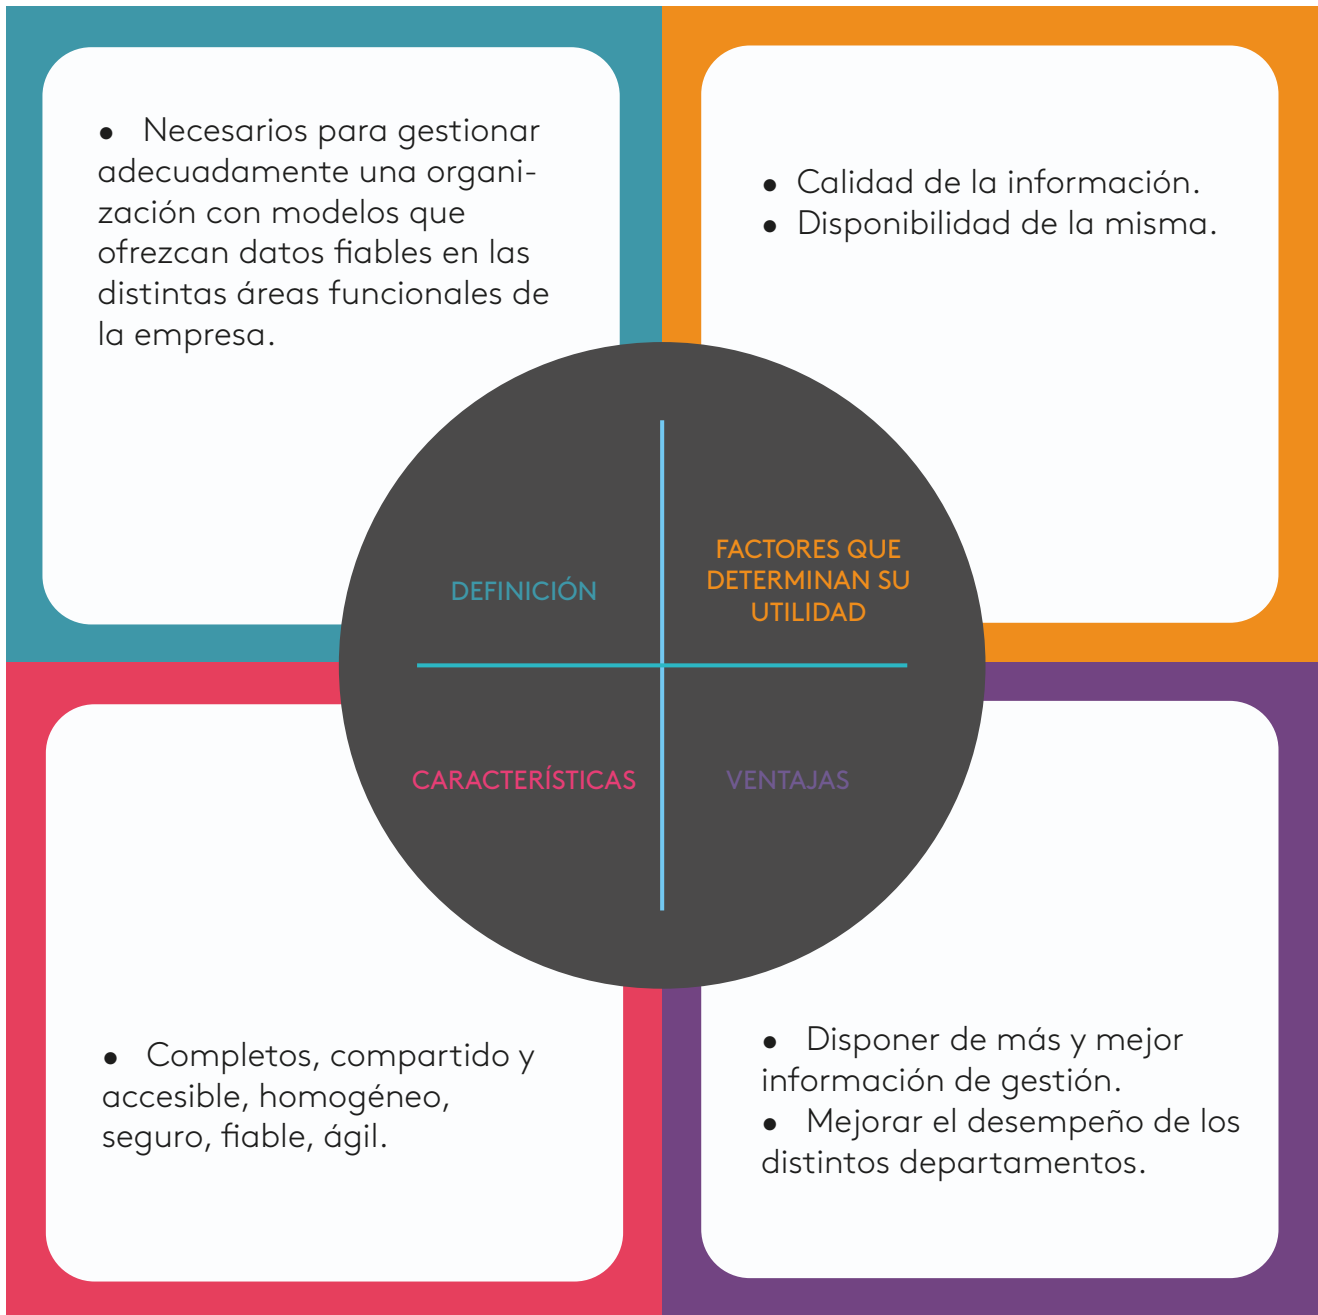 ● Necesarios para gestionar
adecuadamente una organi-
zación con modelos que
ofrezcan datos fiables en las
distintas áreas funcionales de
la empresa.
● Calidad de la información.
● Disponibilidad de la misma.
DEFINICIÓN
FACTORES QUE
DETERMINAN SU
UTILIDAD
CARACTERÍSTICAS
VENTAJAS
● Completos, compartido y
accesible, homogéneo,
seguro, fiable, ágil.
● Disponer de más y mejor
información de gestión.
● Mejorar el desempeño de los
distintos departamentos.